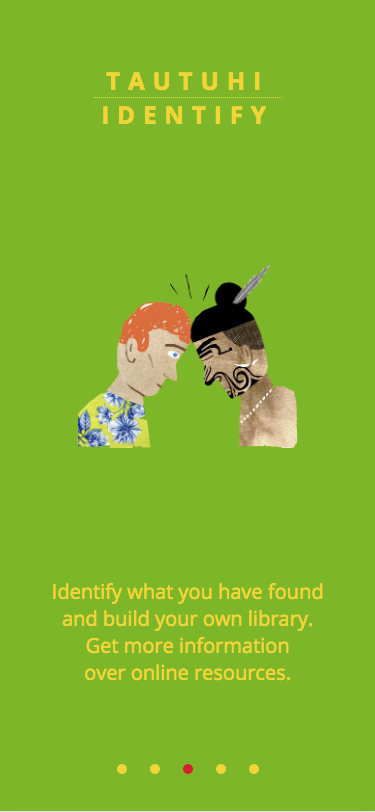 TAUTUHI
IDENTIFY
Identify what you have found
and build your own library.
Get more information
over online resources.